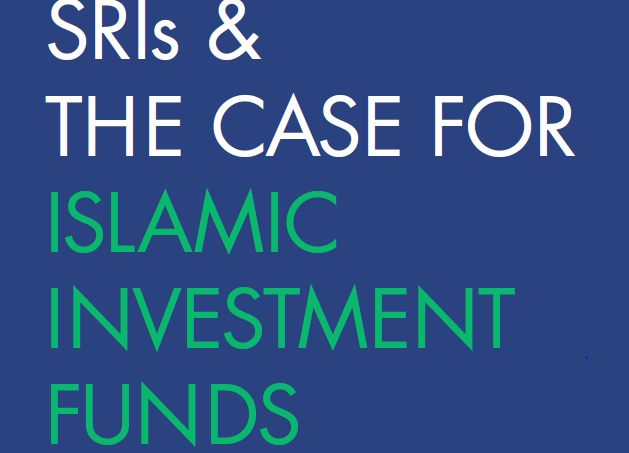 SRIs &
THE CASE FOR
ISLAMIC
INVESTMENT
FUNDS